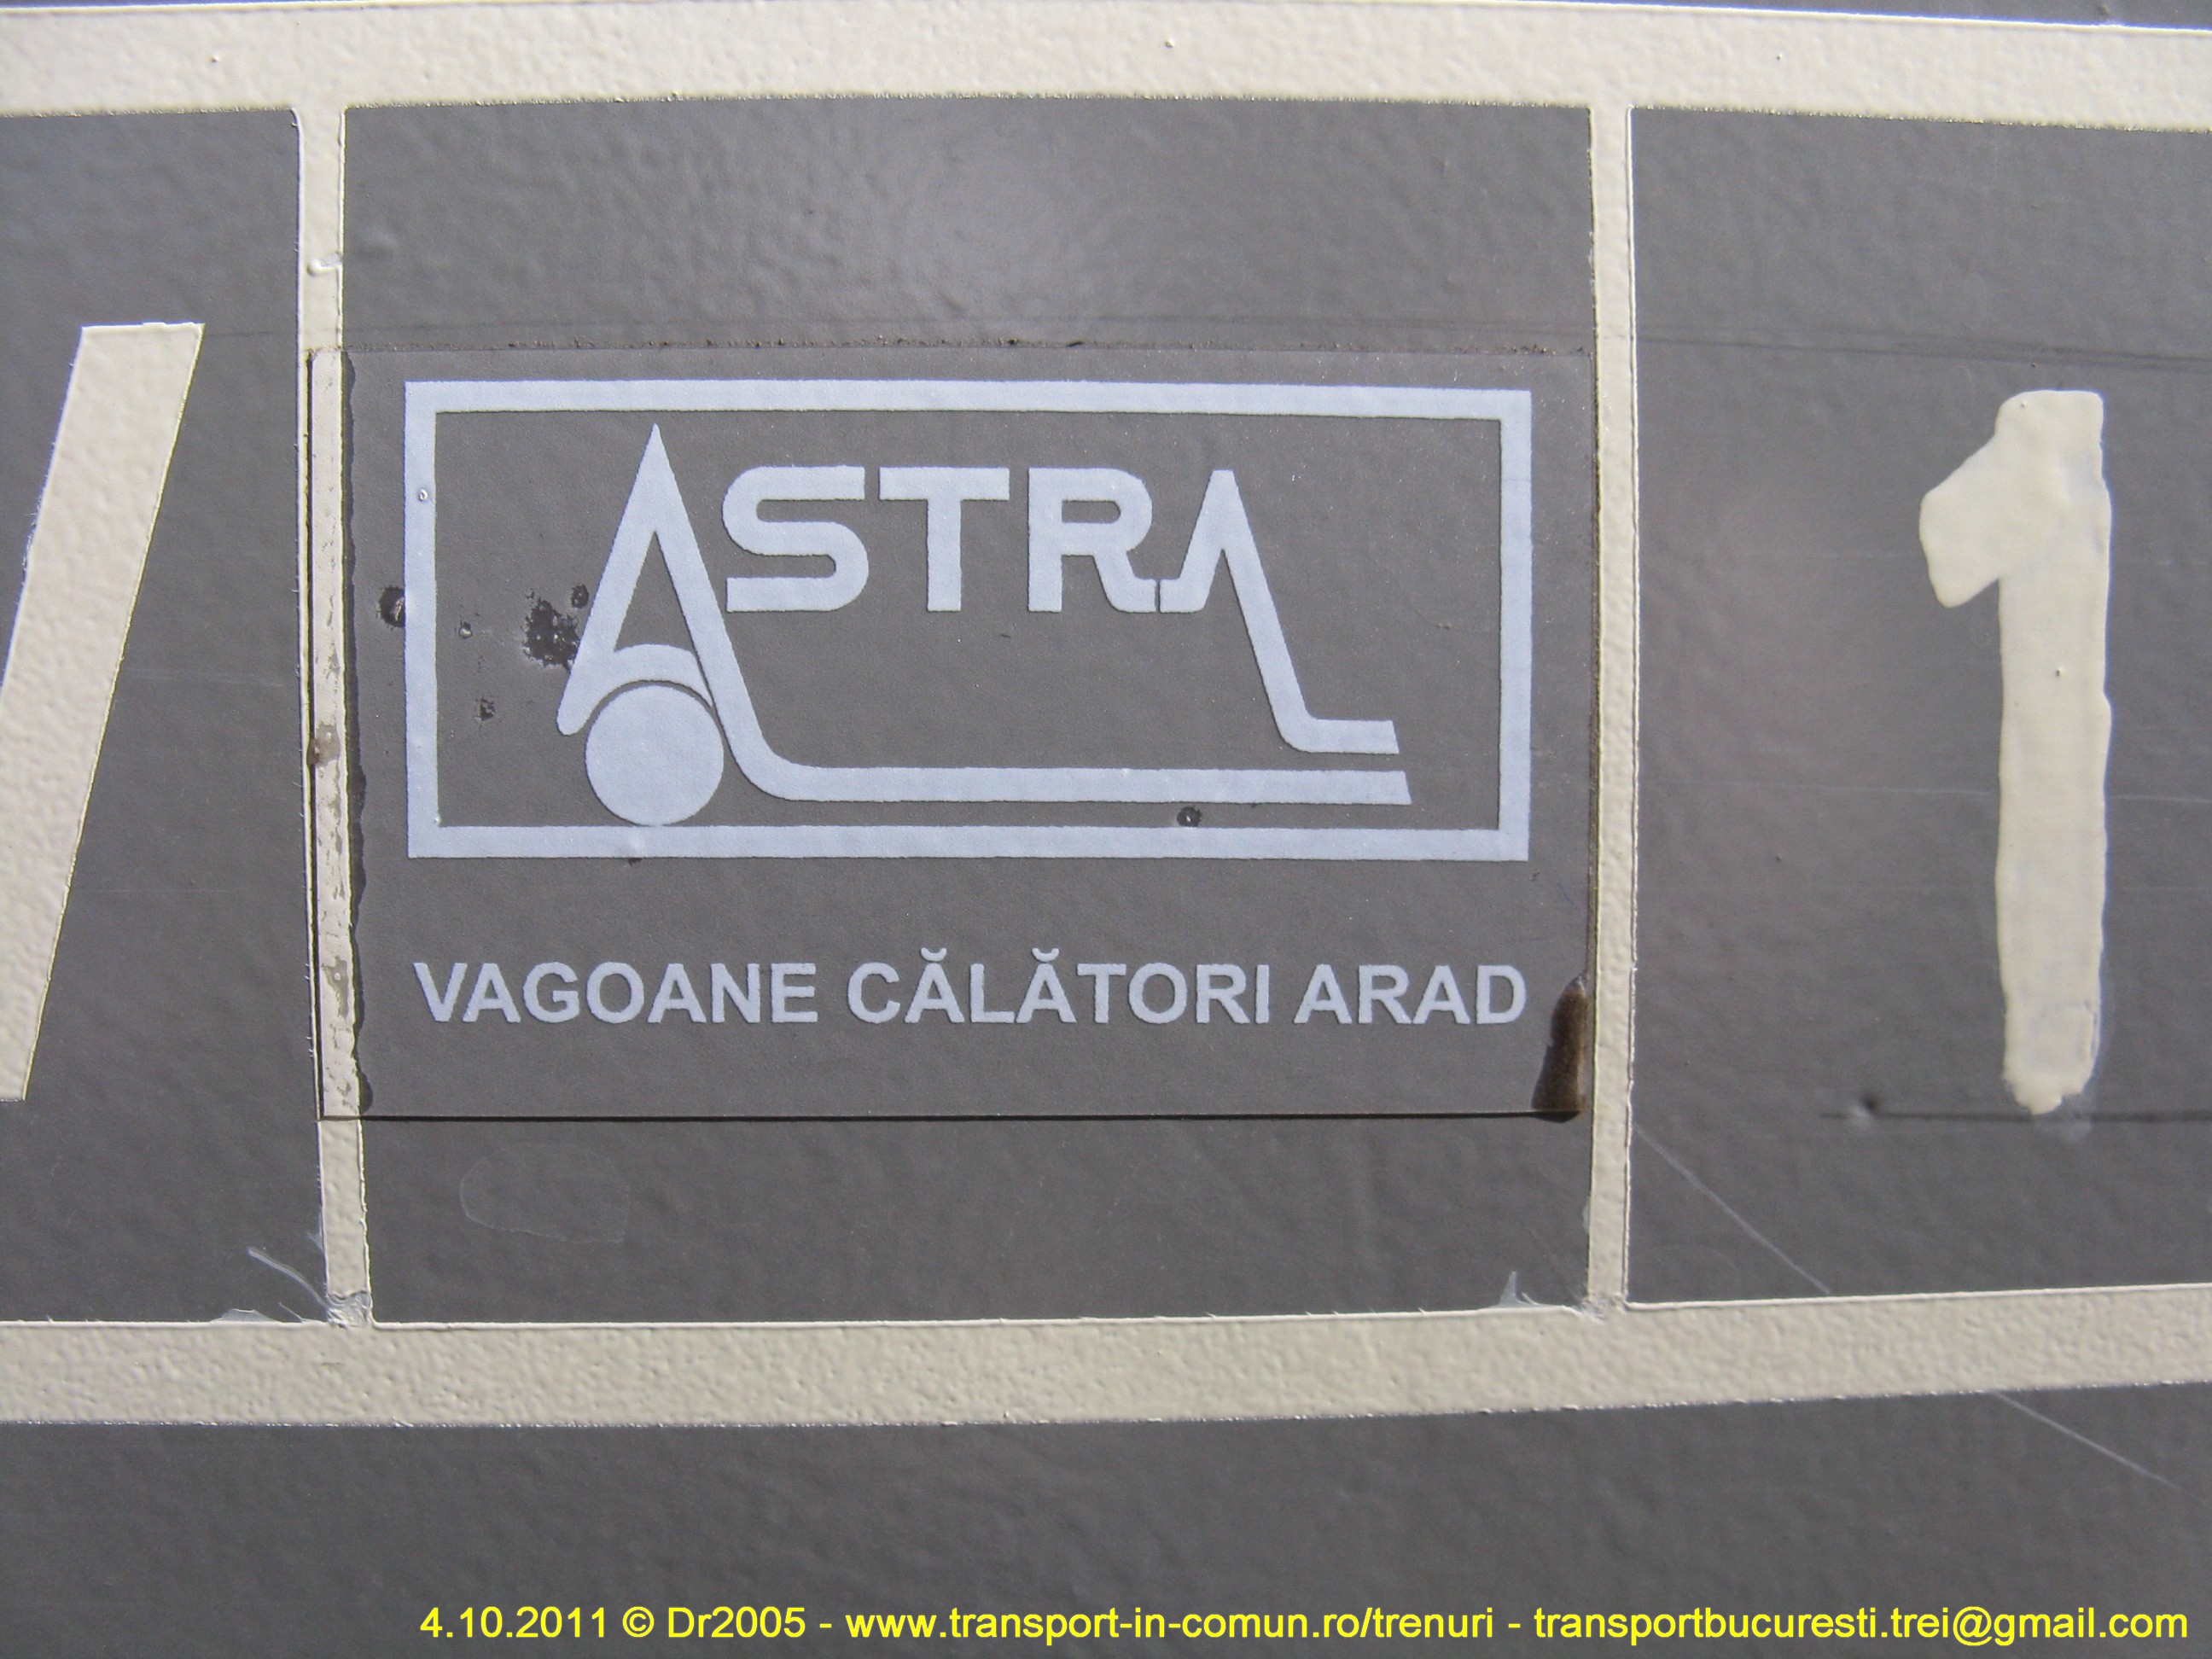 ASTRA
VAGOANE CĂLĂTORI ARAD
1
4.10.2011 © Dr2005 - www.transport-in-comun.ro/trenuri - transportbucuresti.trei@gmail.com